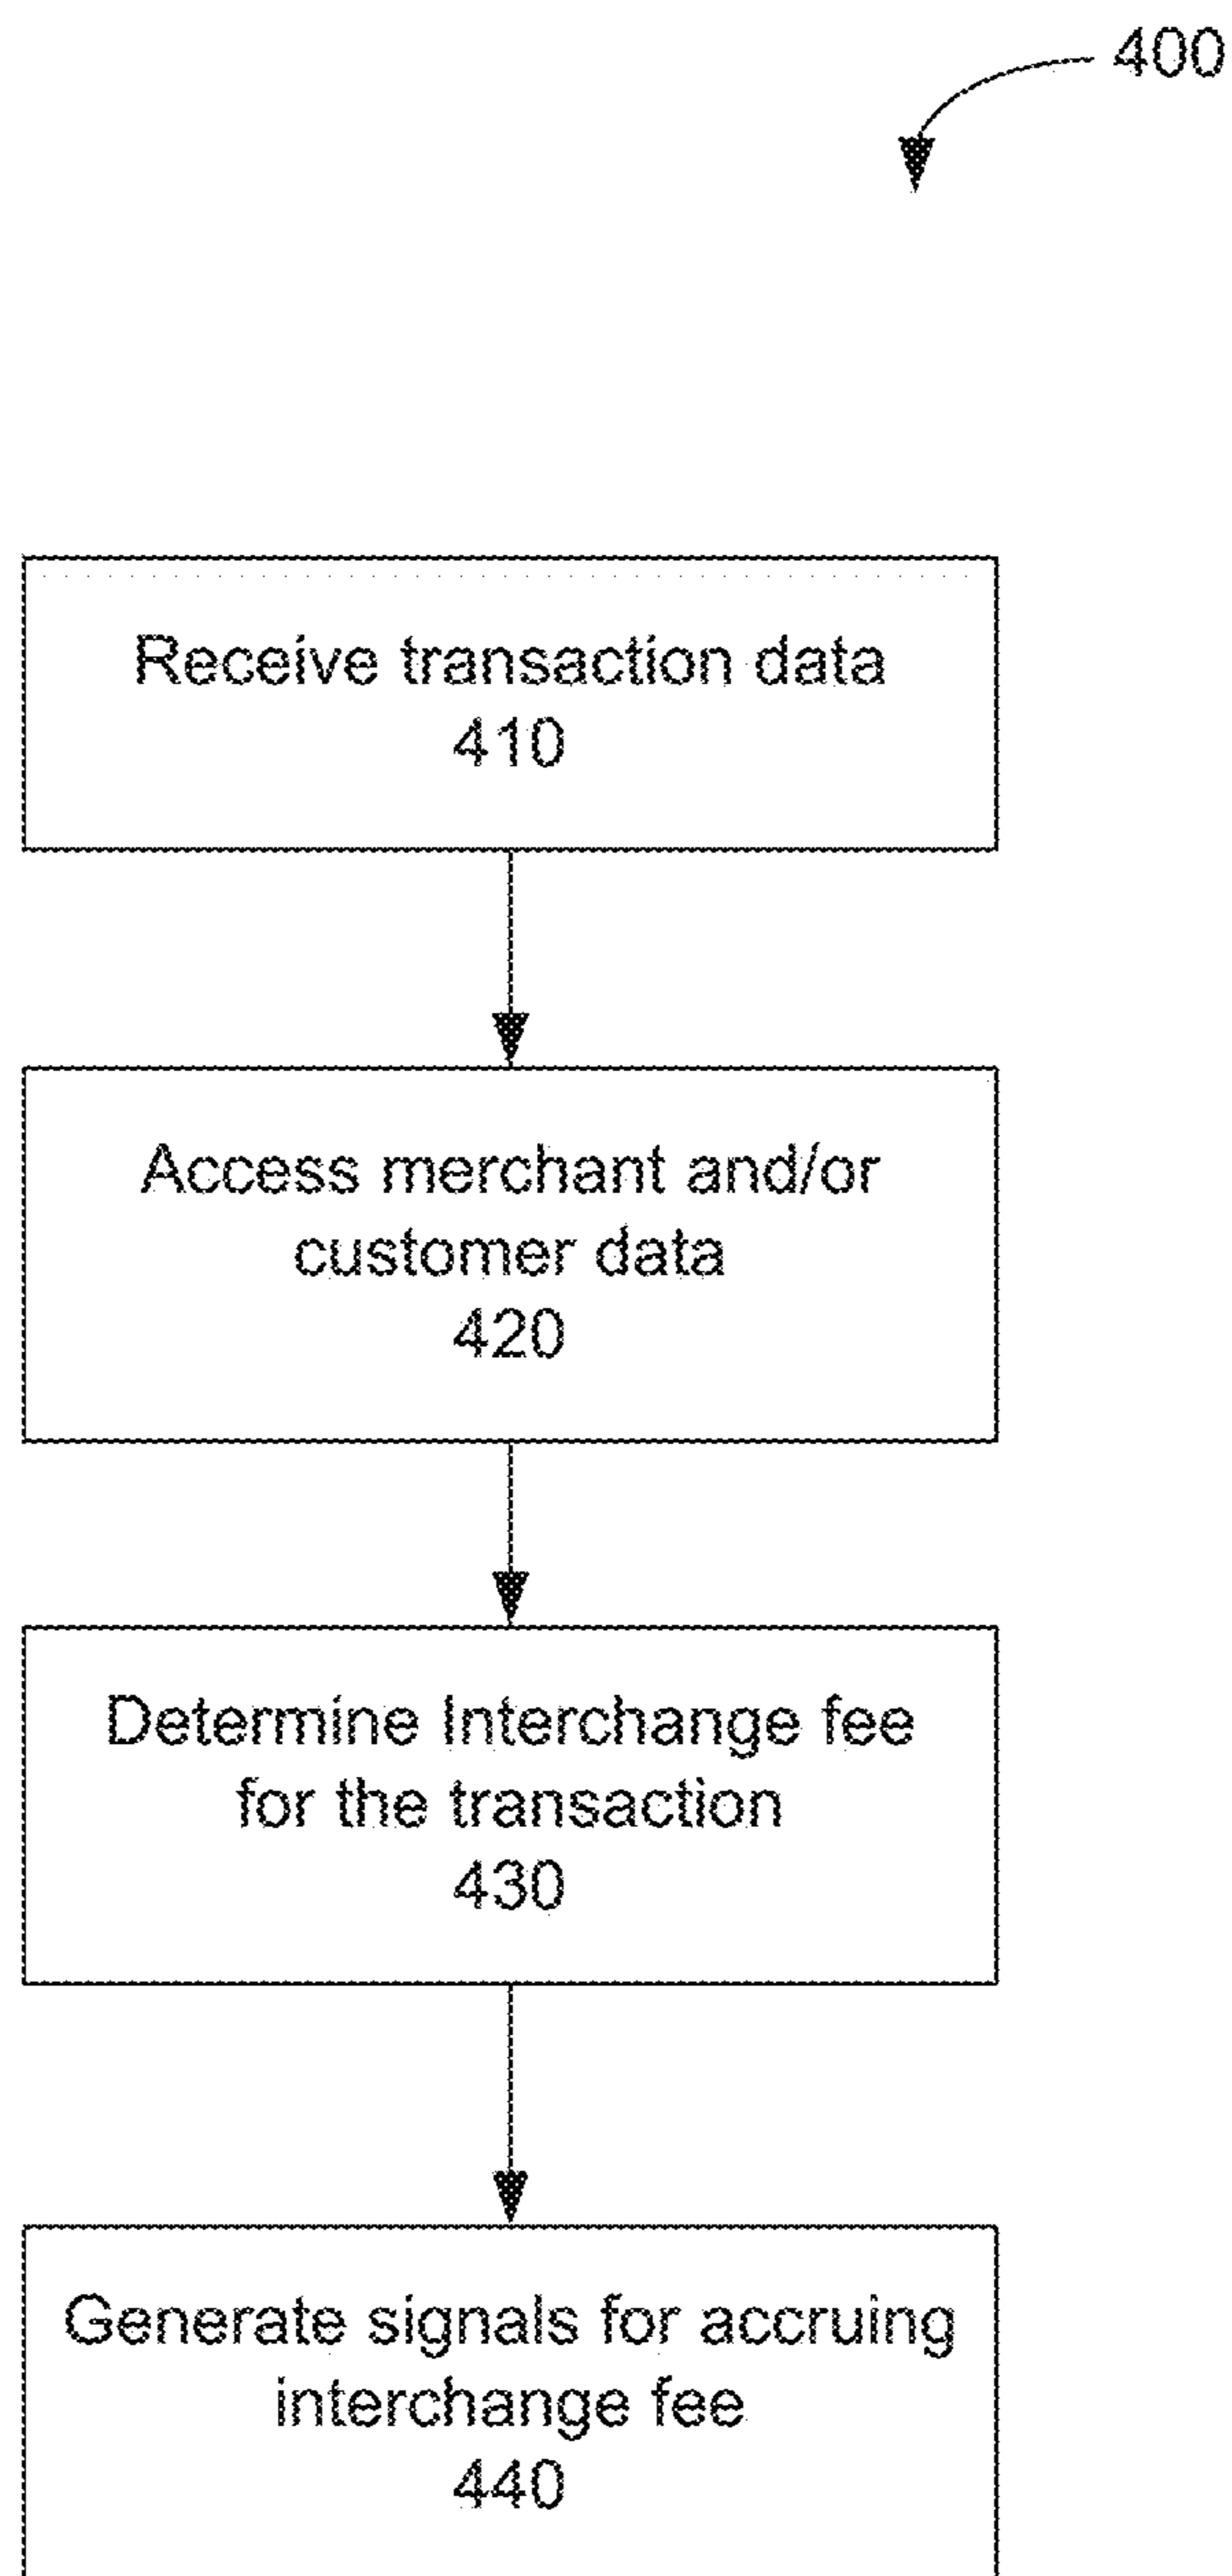 400
Receive transaction data
410
Access merchant and/or
customer data
420
Determine Interchange fee
for the transaction
430
Generate signals for accruing
interchange fee
440